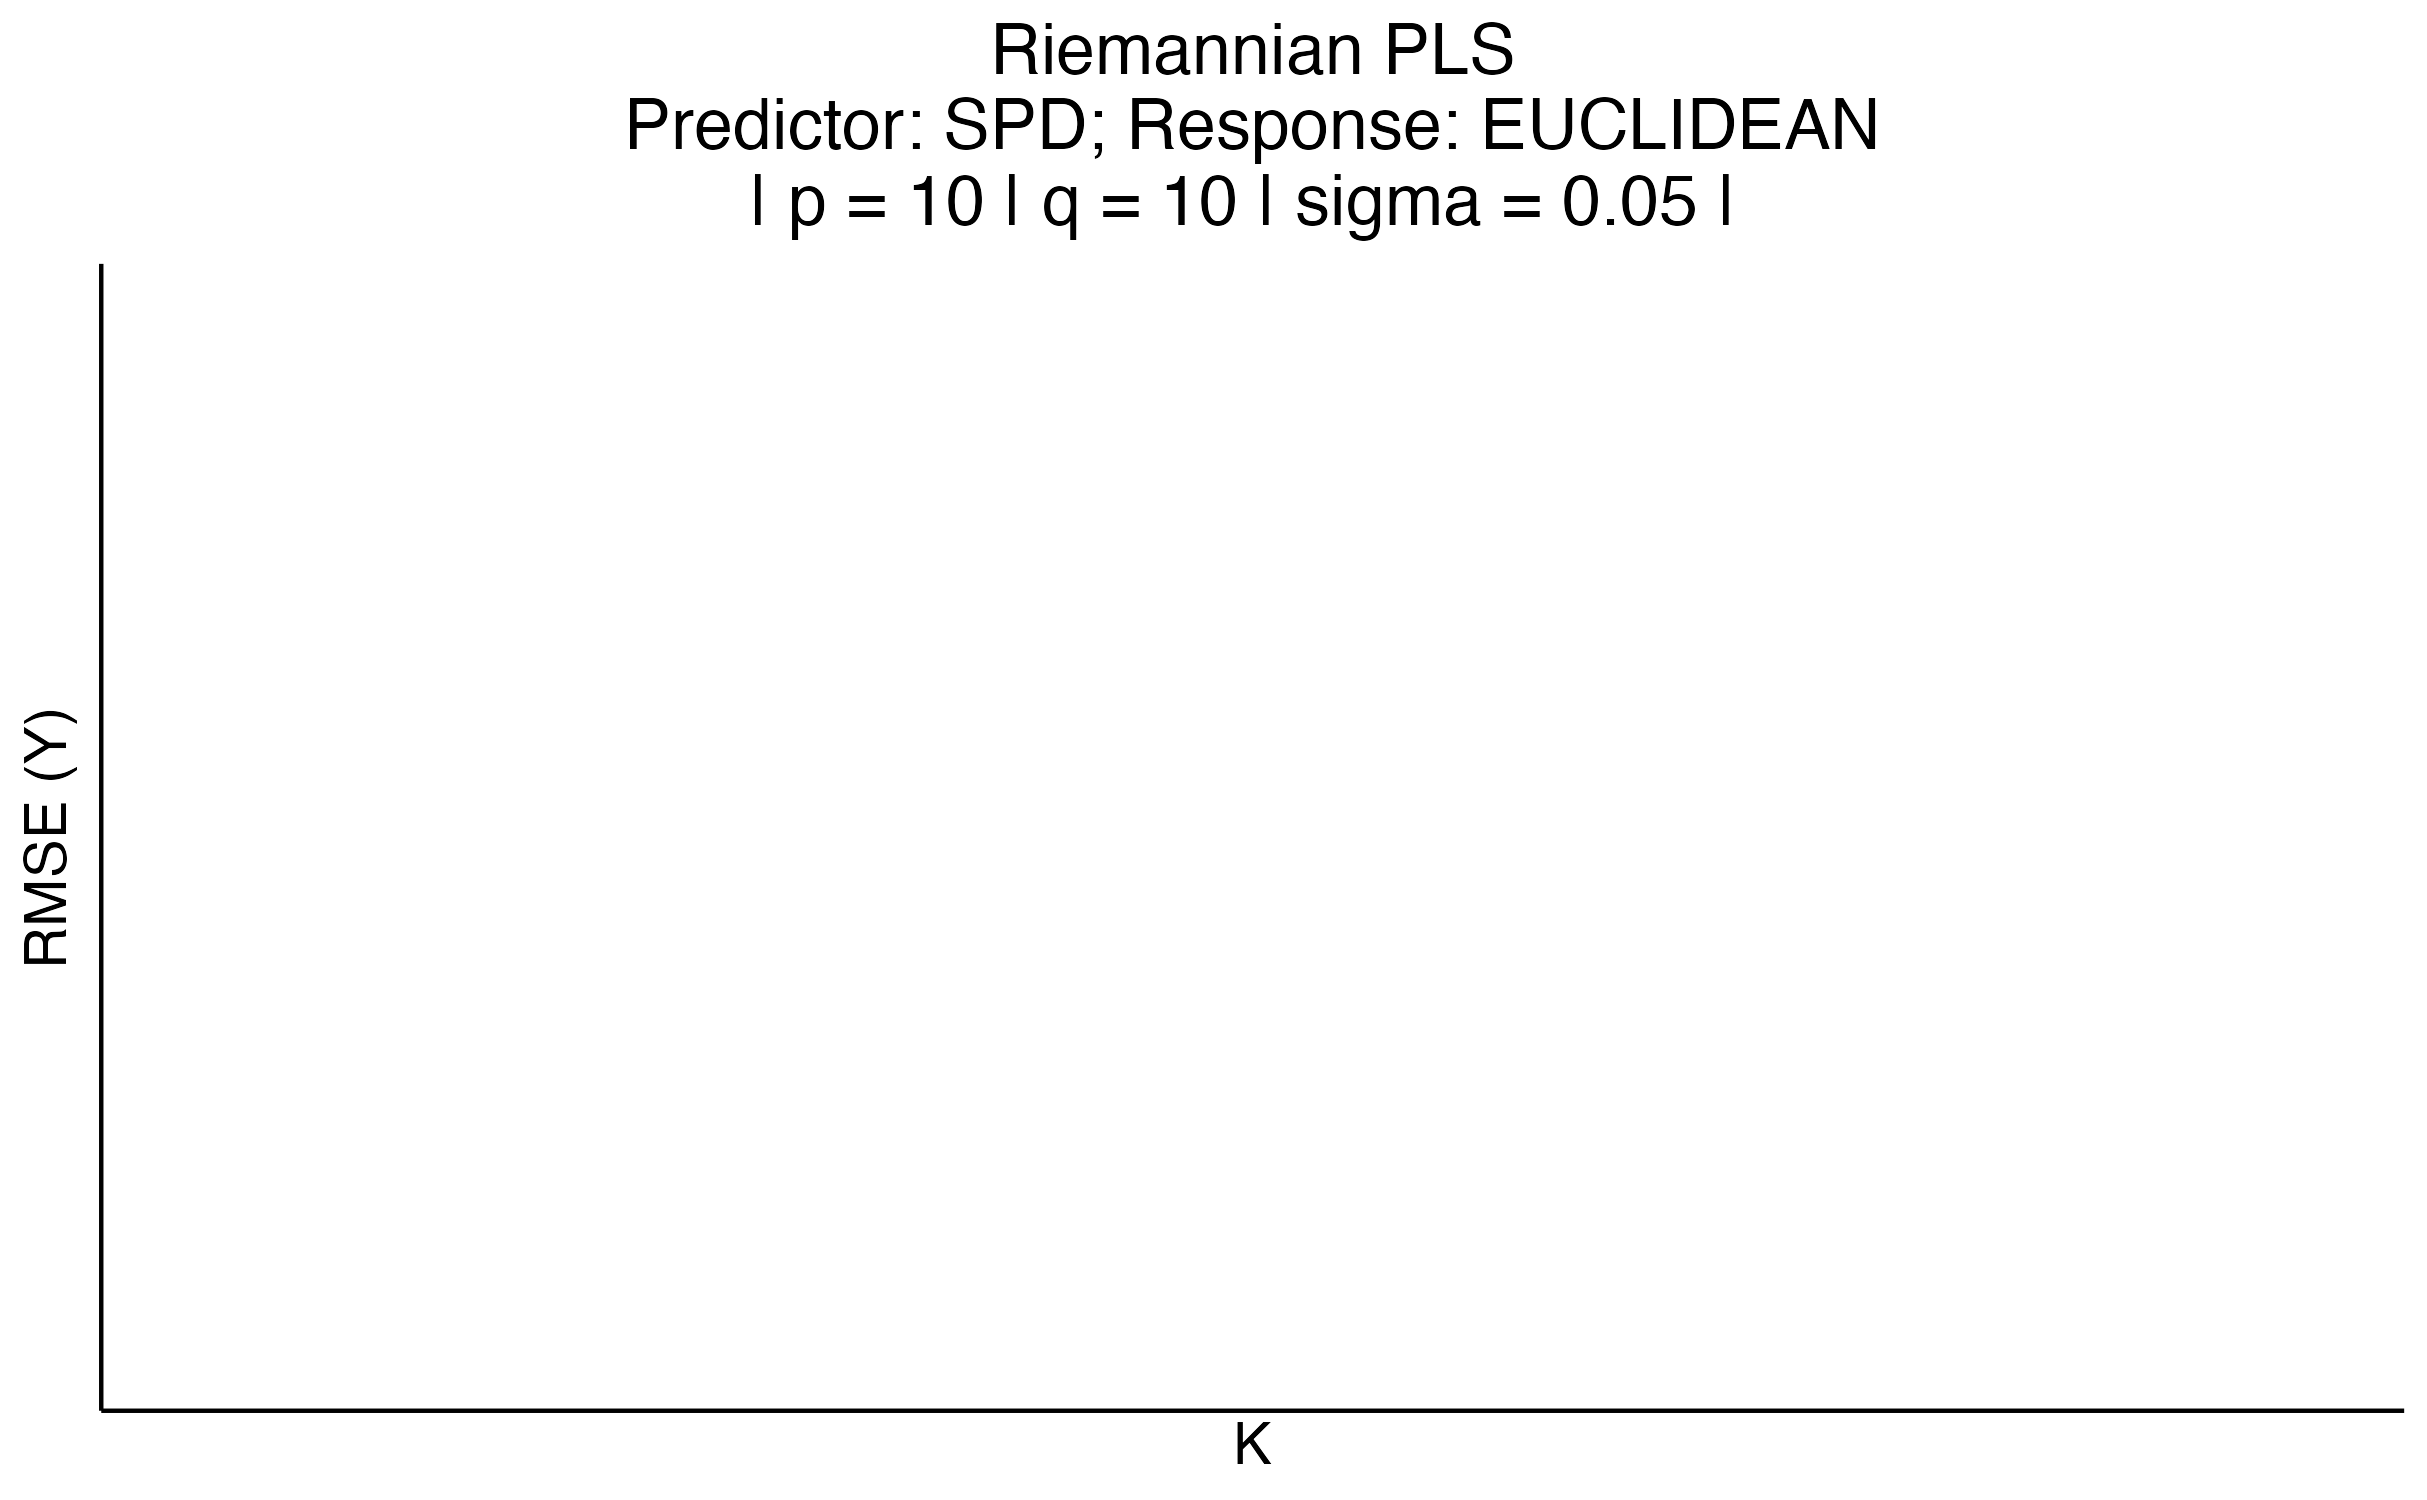 Riemannian PLS
Predictor: SPD; Response: EUCLIDEAN
| p = 10 | q = 10 | sigma = 0.05 |
RMSE (Y)
K